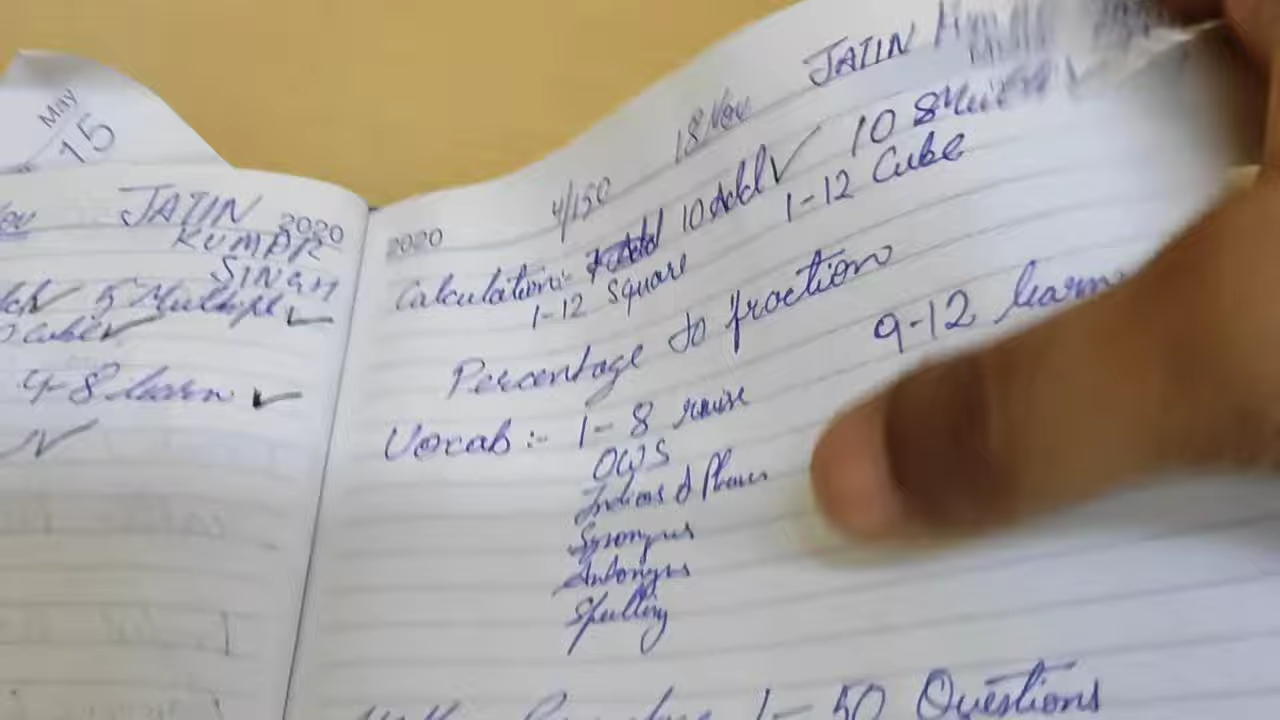 May
15
JATIN 2020
KUMAR
SINGH
5 Multiple ✓
Cube ✓
4-8 learn ✓
18 Nov JATIN
2020 4/150
Calculation:- 10 Add ✓ 10
1-12 Square 1-12 Cube
Percentage to fraction
9-12 learn
Vocab :- 1-8 revise
OWS
Idioms & Phrases
Synonyms
Antonyms
Spelling
1-50 Questions